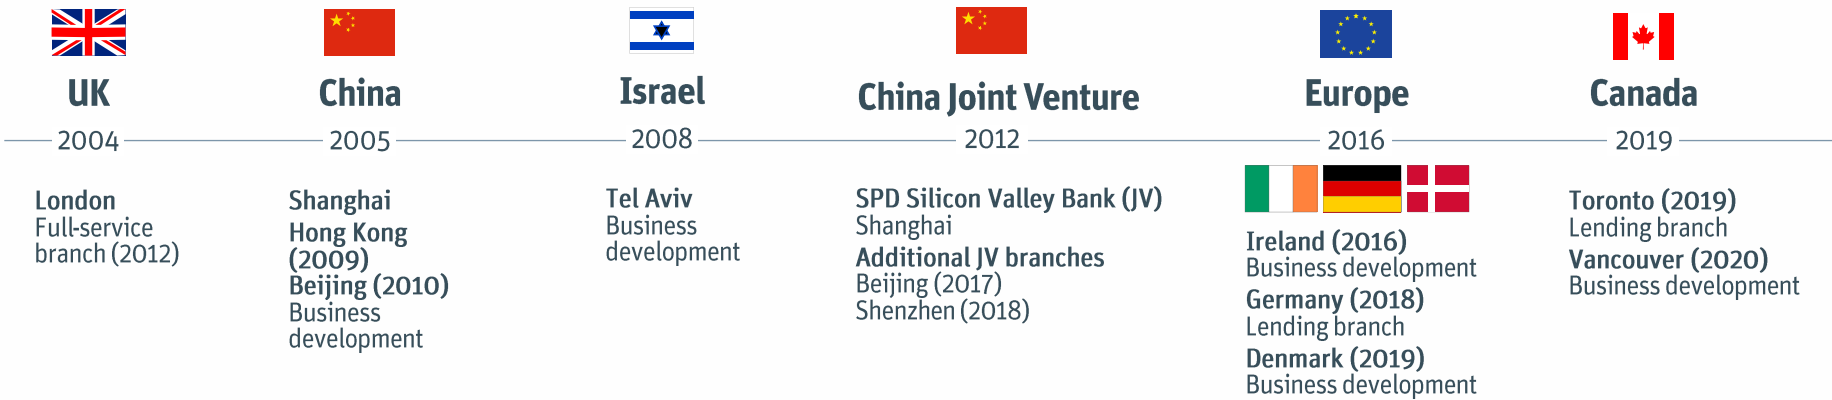 UK
2004
London
Full-service
branch (2012)
China
2005
Shanghai
Hong Kong
(2009)
Beijing (2010)
Business
development
Israel
2008
Tel Aviv
Business
development
China Joint Venture
2012
SPD Silicon Valley Bank (JV)
Shanghai
Additional JV branches
Beijing (2017)
Shenzhen (2018)
Europe
2016
Ireland (2016)
Business development
Germany (2018)
Lending branch
Denmark (2019)
Business development
Canada
2019
Toronto (2019)
Lending branch
Vancouver (2020)
Business development